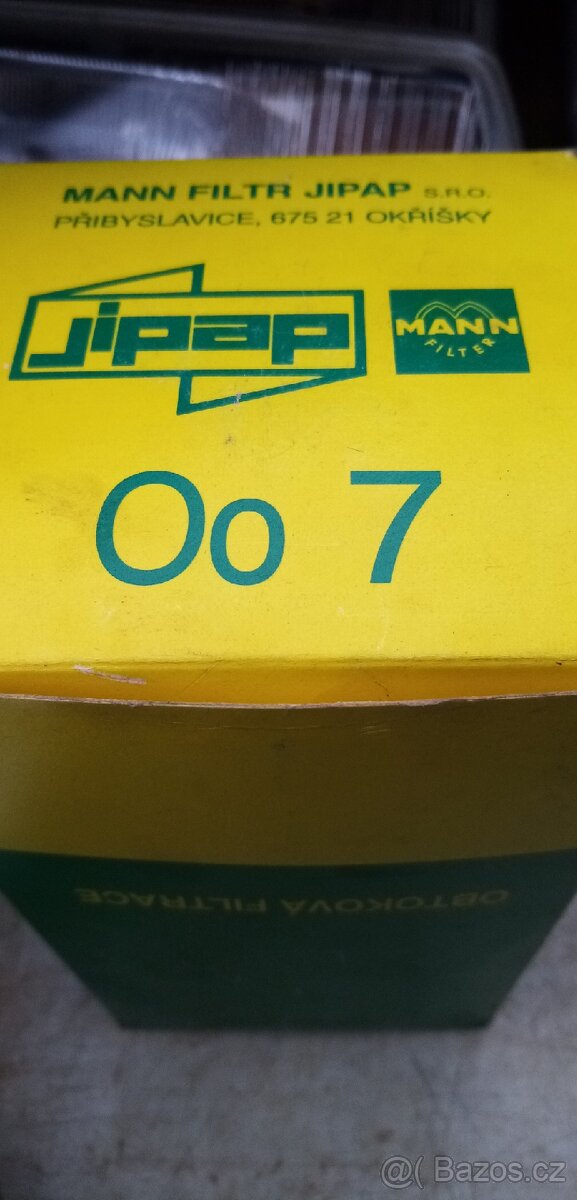 MANN FILTR JIPAP S.R.O.
PŘIBYSLAVICE, 675 21 OKŘÍŠKY
Jipap
MANN
FILTER
Oo 7
OBTOKOVÁ FILTRACE
@( Bazos.cz